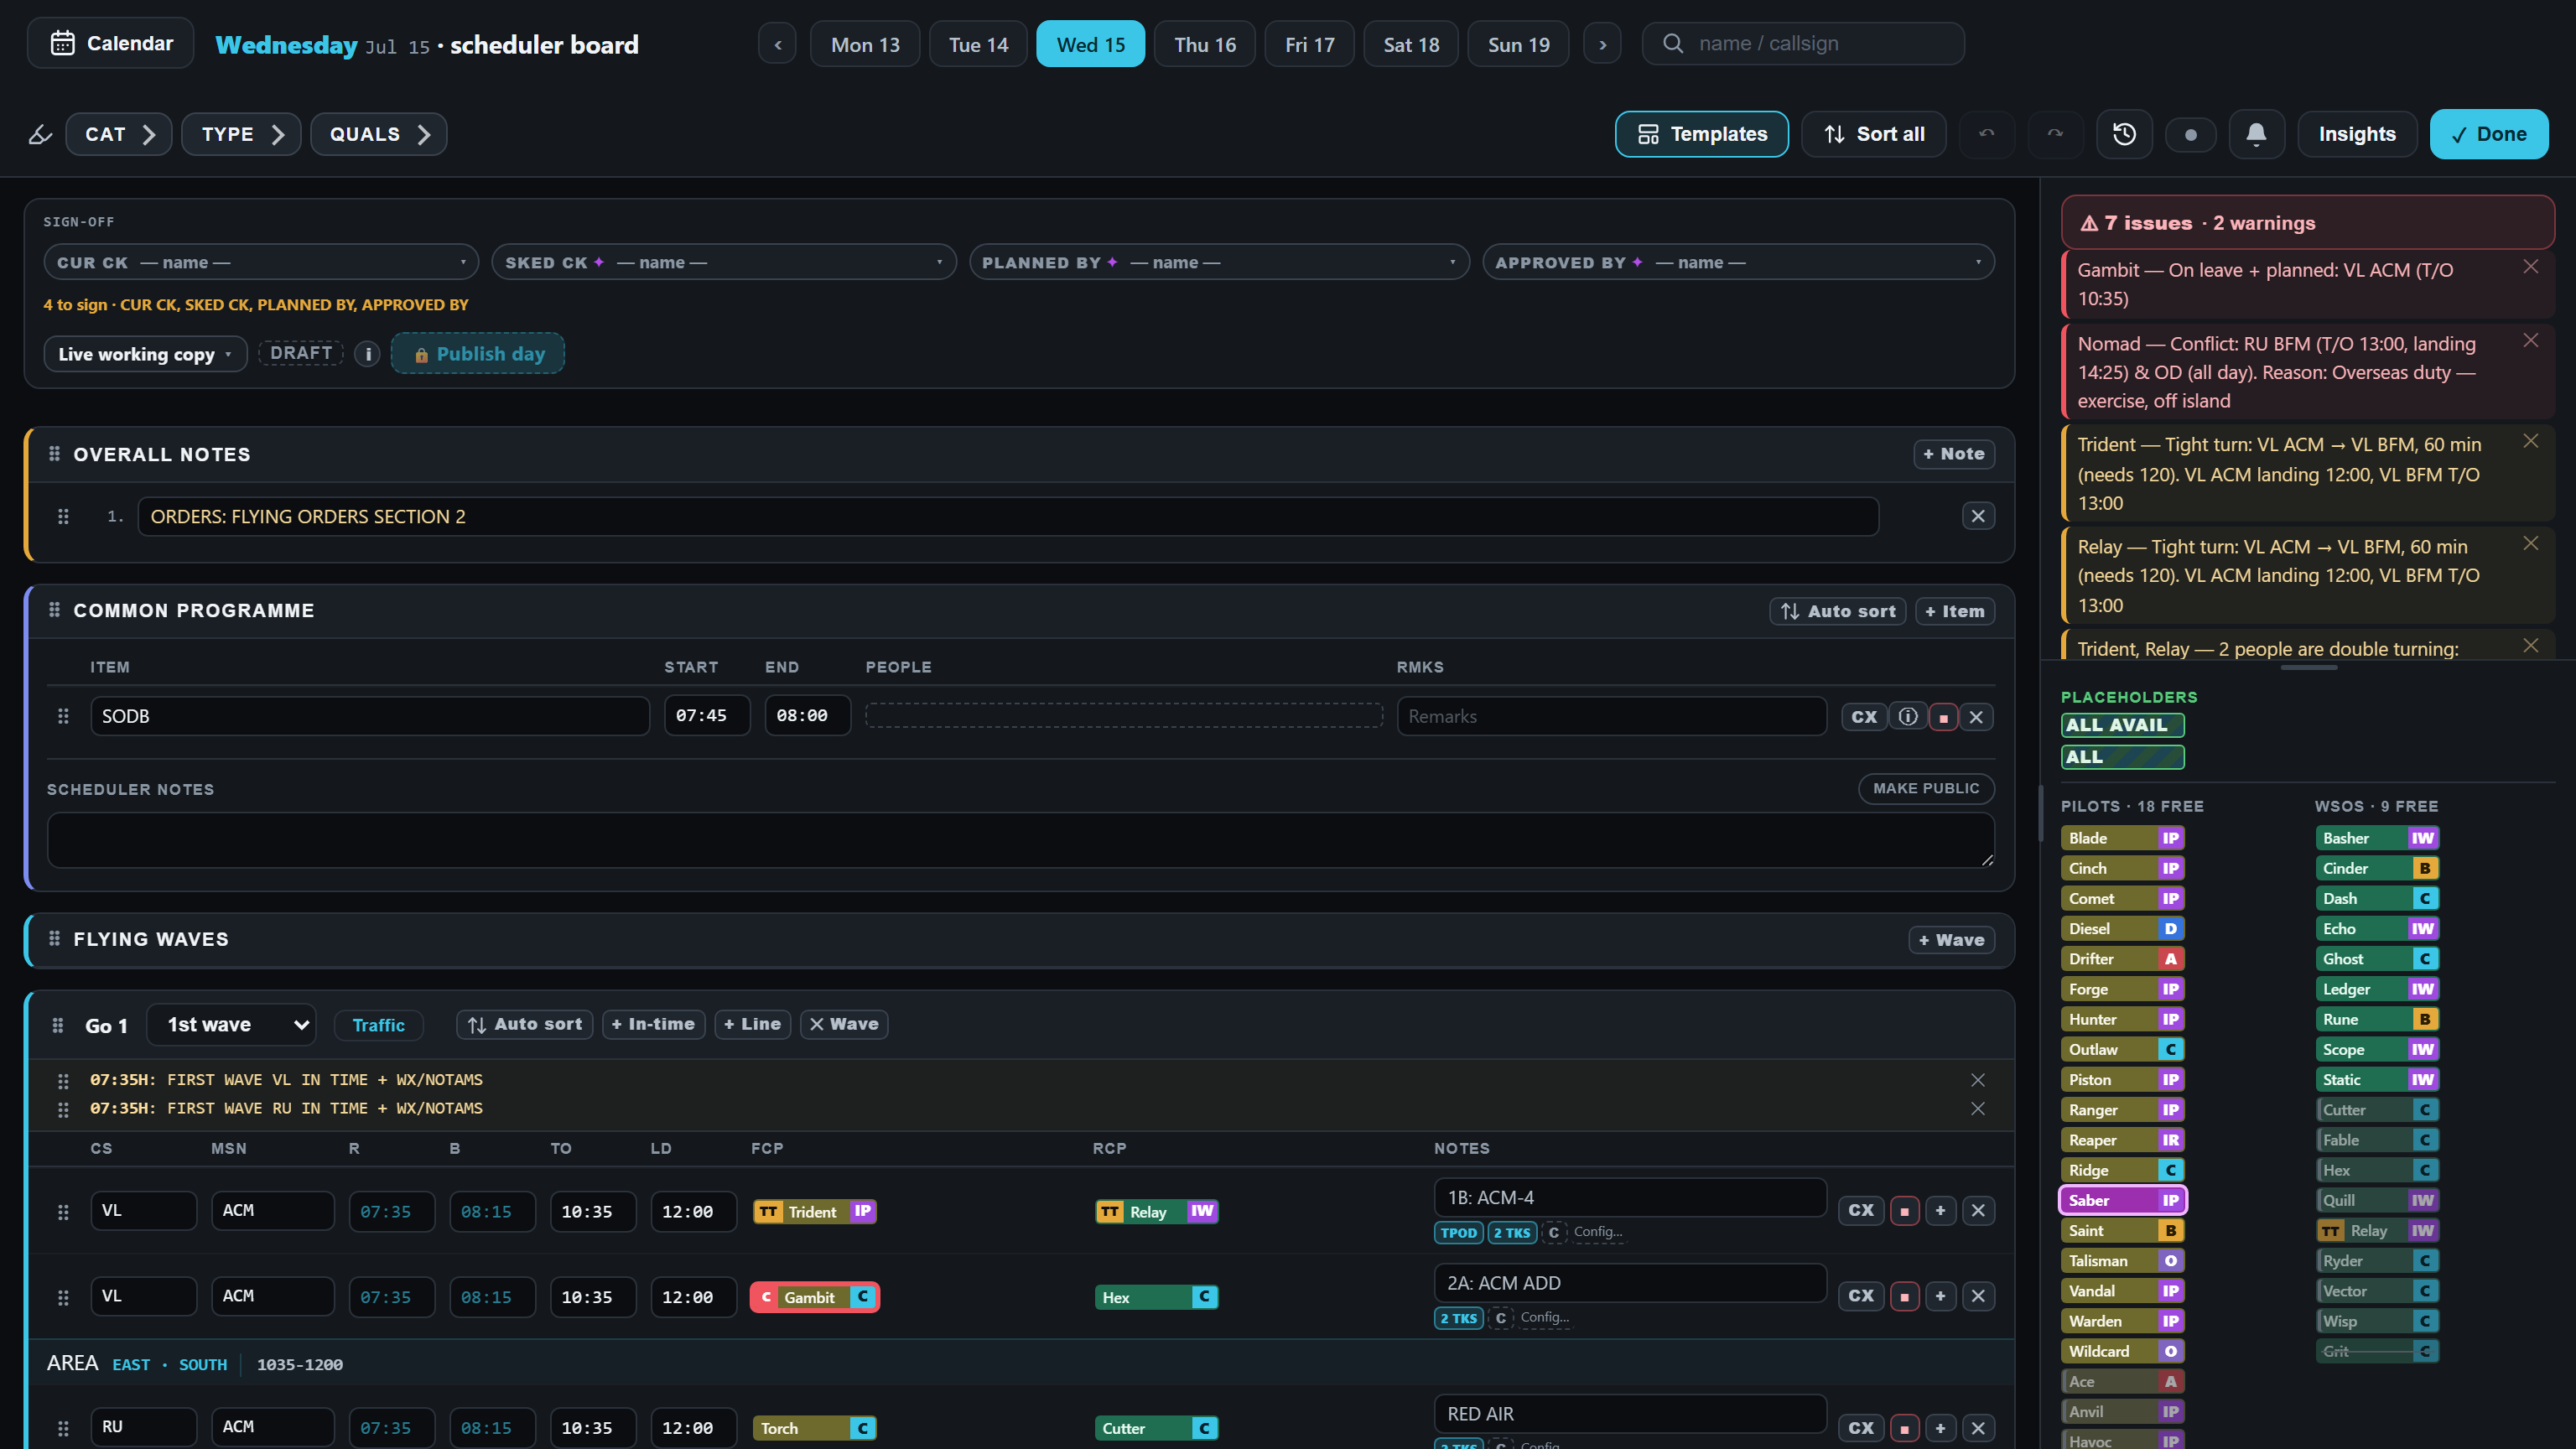 Calendar
Wednesday Jul 15 · scheduler board
‹ Mon 13 Tue 14 Wed 15 Thu 16 Fri 17 Sat 18 Sun 19 ›
name / callsign
CAT TYPE QUALS
Templates Sort all Insights ✓ Done
SIGN-OFF
CUR CK — name —
SKED CK ✦ — name —
PLANNED BY ✦ — name —
APPROVED BY ✦ — name —
4 to sign · CUR CK, SKED CK, PLANNED BY, APPROVED BY
Live working copy DRAFT i Publish day
OVERALL NOTES + Note
1. ORDERS: FLYING ORDERS SECTION 2
COMMON PROGRAMME Auto sort + Item
ITEM START END PEOPLE RMKS
SODB 07:45 08:00 Remarks CX
SCHEDULER NOTES MAKE PUBLIC
FLYING WAVES + Wave
Go 1 1st wave Traffic Auto sort + In-time + Line ✕ Wave
07:35H: FIRST WAVE VL IN TIME + WX/NOTAMS
07:35H: FIRST WAVE RU IN TIME + WX/NOTAMS
CS MSN R B TO LD FCP RCP NOTES
VL ACM 07:35 08:15 10:35 12:00 TT Trident IP TT Relay IW 1B: ACM-4 CX + ✕
TPOD 2 TKS C Config...
VL ACM 07:35 08:15 10:35 12:00 C Gambit C Hex C 2A: ACM ADD CX + ✕
2 TKS C Config...
AREA EAST · SOUTH 1035-1200
RU ACM 07:35 08:15 10:35 12:00 Torch C Cutter C RED AIR CX + ✕
2 TKS C Config...
⚠ 7 issues · 2 warnings
Gambit — On leave + planned: VL ACM (T/O
10:35)
Nomad — Conflict: RU BFM (T/O 13:00, landing
14:25) & OD (all day). Reason: Overseas duty —
exercise, off island
Trident — Tight turn: VL ACM → VL BFM, 60 min
(needs 120). VL ACM landing 12:00, VL BFM T/O
13:00
Relay — Tight turn: VL ACM → VL BFM, 60 min
(needs 120). VL ACM landing 12:00, VL BFM T/O
13:00
Trident, Relay — 2 people are double turning:
PLACEHOLDERS
ALL AVAIL
ALL
PILOTS · 18 FREE
Blade IP
Cinch IP
Comet IP
Diesel D
Drifter A
Forge IP
Hunter IP
Outlaw C
Piston IP
Ranger IP
Reaper IR
Ridge C
Saber IP
Saint B
Talisman O
Vandal IP
Warden IP
Wildcard O
Ace A
Anvil IP
Havoc IP
WSOS · 9 FREE
Basher IW
Cinder B
Dash C
Echo IW
Ghost C
Ledger IW
Rune B
Scope IW
Static IW
Cutter C
Fable C
Hex C
Quill IW
TT Relay IW
Ryder C
Vector C
Wisp C
Grit C